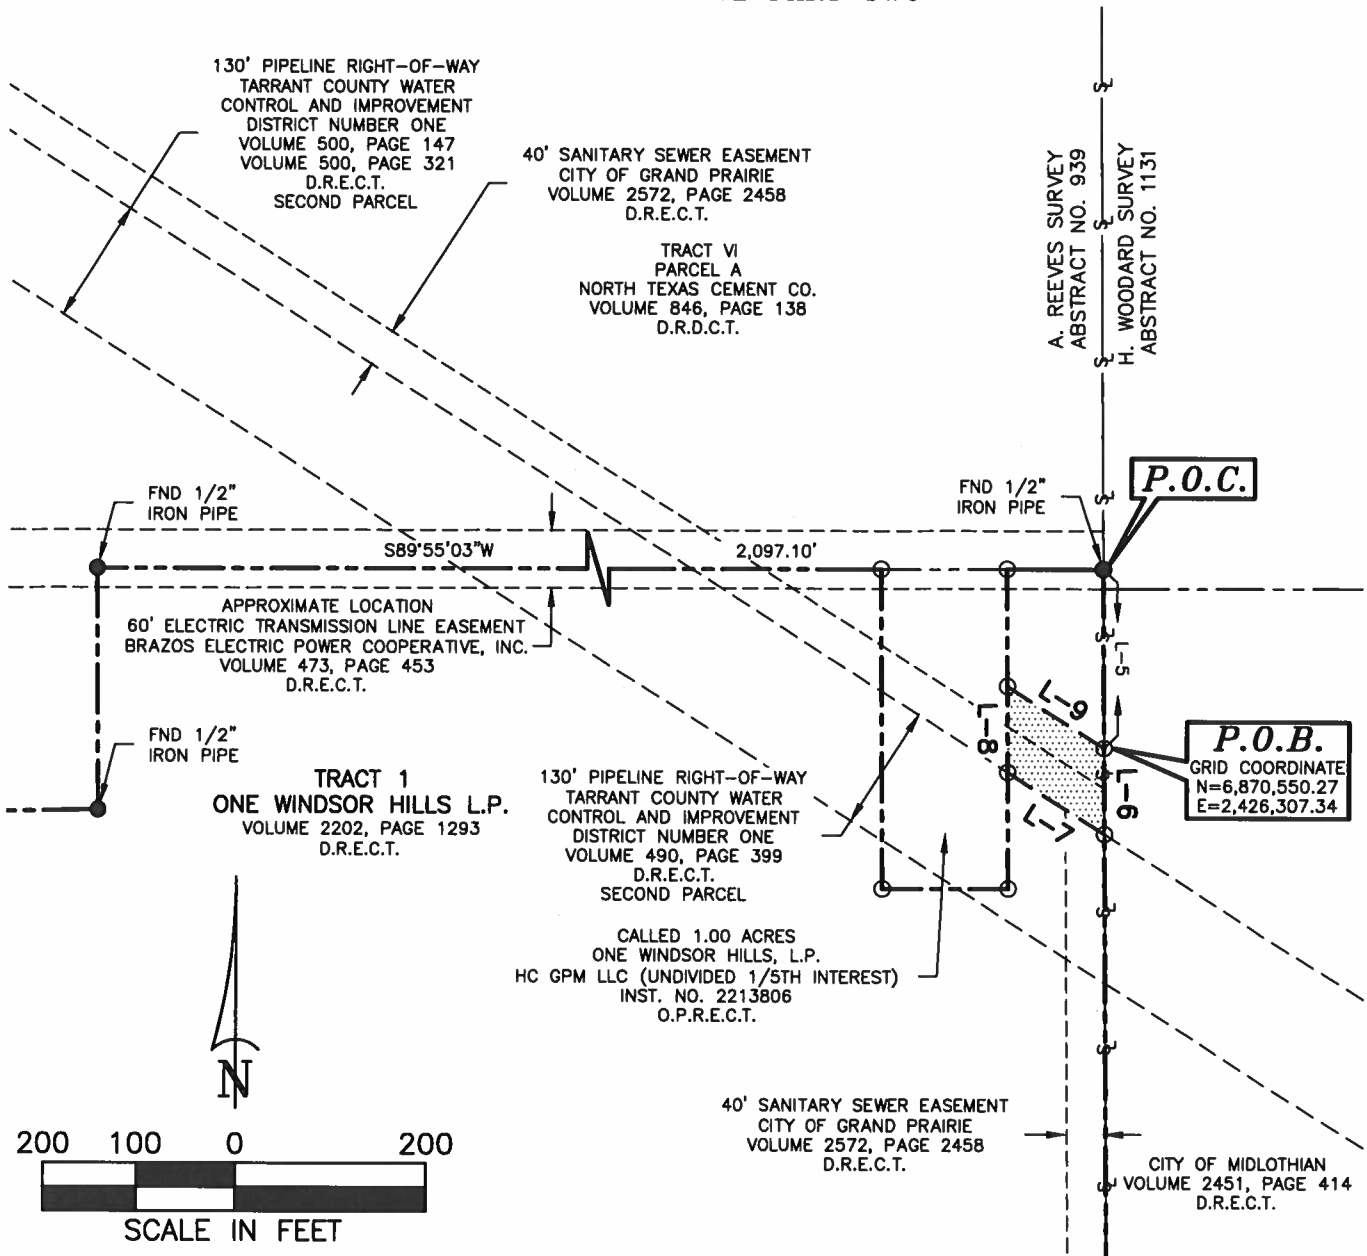 130' PIPELINE RIGHT-OF-WAY
TARRANT COUNTY WATER
CONTROL AND IMPROVEMENT
DISTRICT NUMBER ONE
VOLUME 500, PAGE 147
VOLUME 500, PAGE 321
D.R.E.C.T.
SECOND PARCEL
40' SANITARY SEWER EASEMENT
CITY OF GRAND PRAIRIE
VOLUME 2572, PAGE 2458
D.R.E.C.T.
TRACT VI
PARCEL A
NORTH TEXAS CEMENT CO.
VOLUME 846, PAGE 138
D.R.D.C.T.
A. REEVES SURVEY
ABSTRACT NO. 939
H. WOODARD SURVEY
ABSTRACT NO. 1131
P.O.C.
FND 1/2"
IRON PIPE
FND 1/2"
IRON PIPE
S89°55'03"W
2,097.10'
APPROXIMATE LOCATION
60' ELECTRIC TRANSMISSION LINE EASEMENT
BRAZOS ELECTRIC POWER COOPERATIVE, INC.
VOLUME 473, PAGE 453
D.R.E.C.T.
L-5
L-9
L-8
L-6
L-7
P.O.B.
GRID COORDINATE
N=6,870,550.27
E=2,426,307.34
FND 1/2"
IRON PIPE
TRACT 1
ONE WINDSOR HILLS L.P.
VOLUME 2202, PAGE 1293
D.R.E.C.T.
130' PIPELINE RIGHT-OF-WAY
TARRANT COUNTY WATER
CONTROL AND IMPROVEMENT
DISTRICT NUMBER ONE
VOLUME 490, PAGE 399
D.R.E.C.T.
SECOND PARCEL
CALLED 1.00 ACRES
ONE WINDSOR HILLS, L.P.
HC GPM LLC (UNDIVIDED 1/5TH INTEREST)
INST. NO. 2213806
O.P.R.E.C.T.
N
40' SANITARY SEWER EASEMENT
CITY OF GRAND PRAIRIE
VOLUME 2572, PAGE 2458
D.R.E.C.T.
CITY OF MIDLOTHIAN
VOLUME 2451, PAGE 414
D.R.E.C.T.
200 100 0 200
SCALE IN FEET